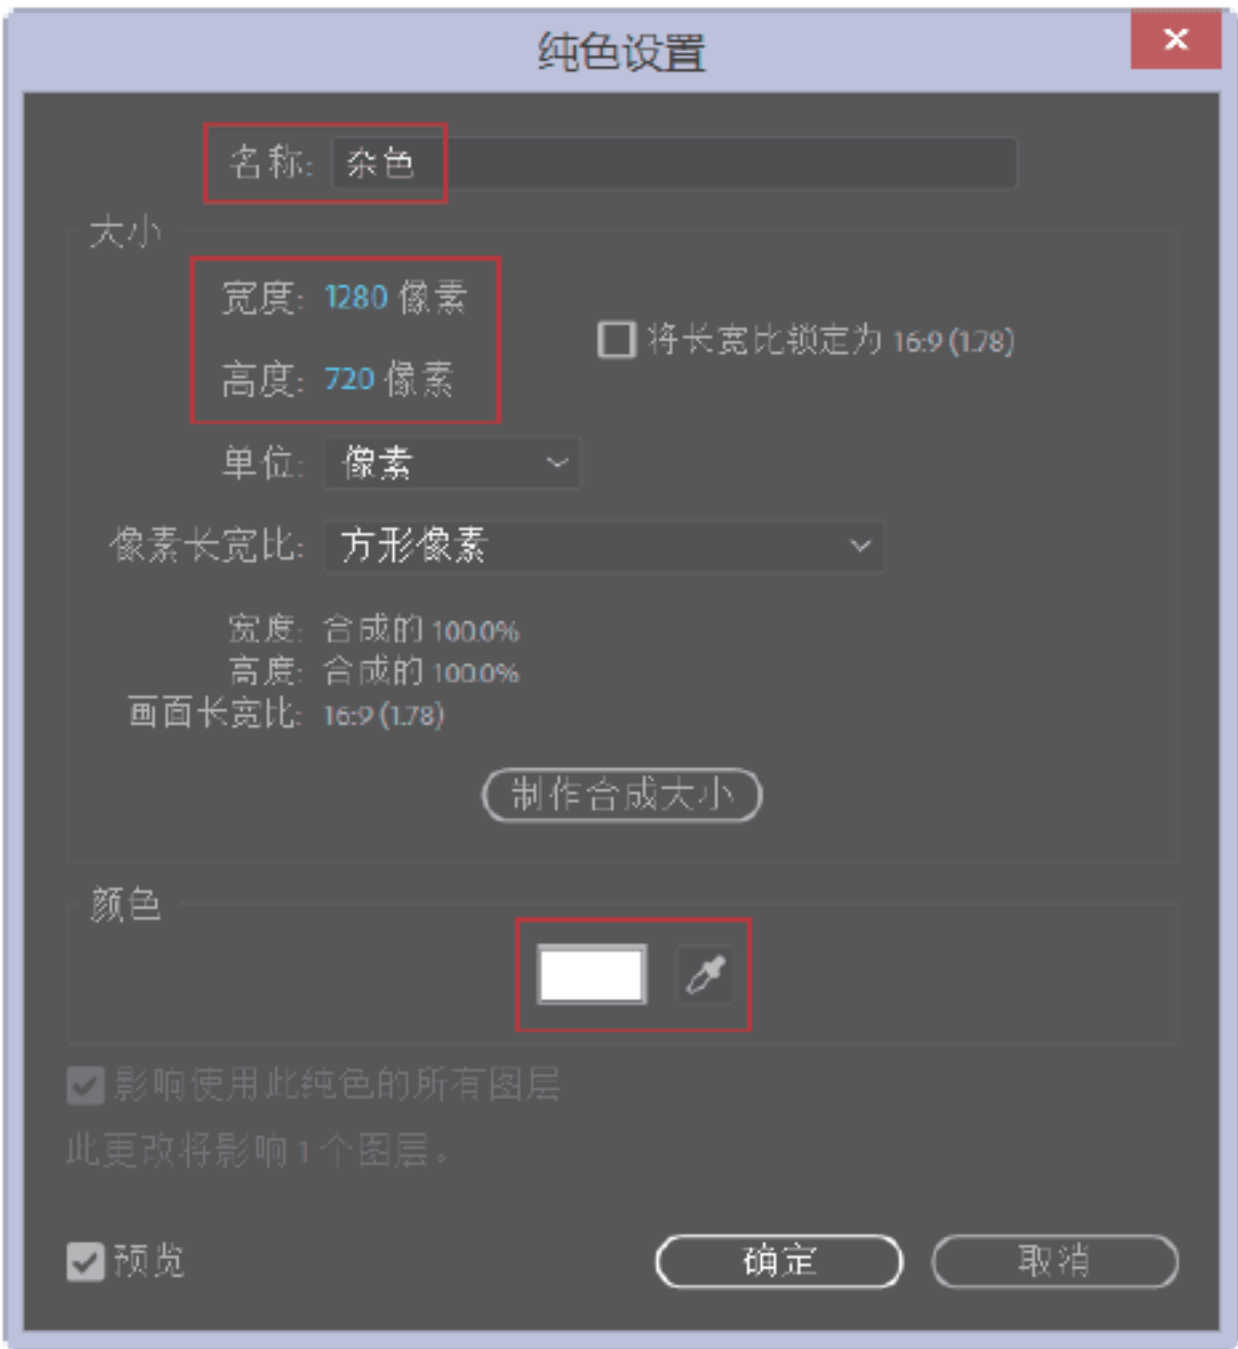 纯色设置
名称: 杂色
大小
宽度: 1280 像素
将长宽比锁定为 16:9 (1.78)
高度: 720 像素
单位: 像素
像素长宽比: 方形像素
宽度: 合成的 100.0%
高度: 合成的 100.0%
画面长宽比: 16:9 (1.78)
制作合成大小
颜色
影响使用此纯色的所有图层
此更改将影响 1 个图层。
预览
确定
取消